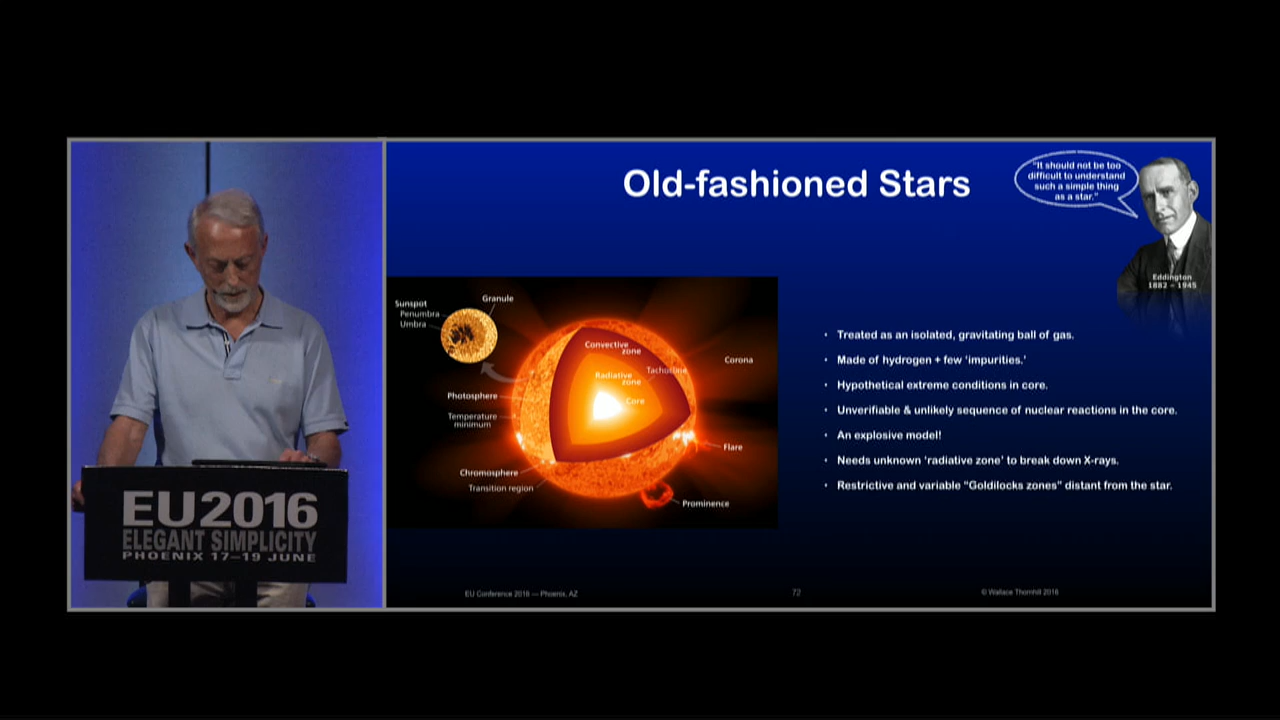 Old-fashioned Stars
"It should not be too
difficult to understand
such a simple thing
as a star."
Eddington
1882 – 1945
Sunspot
Penumbra
Umbra
Granule
Convective
zone
Radiative
zone
Tachocline
Core
Corona
Photosphere
Temperature
minimum
Flare
Chromosphere
Transition region
Prominence
• Treated as an isolated, gravitating ball of gas.
• Made of hydrogen + few 'impurities.'
• Hypothetical extreme conditions in core.
• Unverifiable & unlikely sequence of nuclear reactions in the core.
• An explosive model!
• Needs unknown 'radiative zone' to break down X-rays.
• Restrictive and variable "Goldilocks zones" distant from the star.
EU2016
ELEGANT SIMPLICITY
PHOENIX 17–19 JUNE
EU Conference 2016 — Phoenix, AZ
72
© Wallace Thornhill 2016